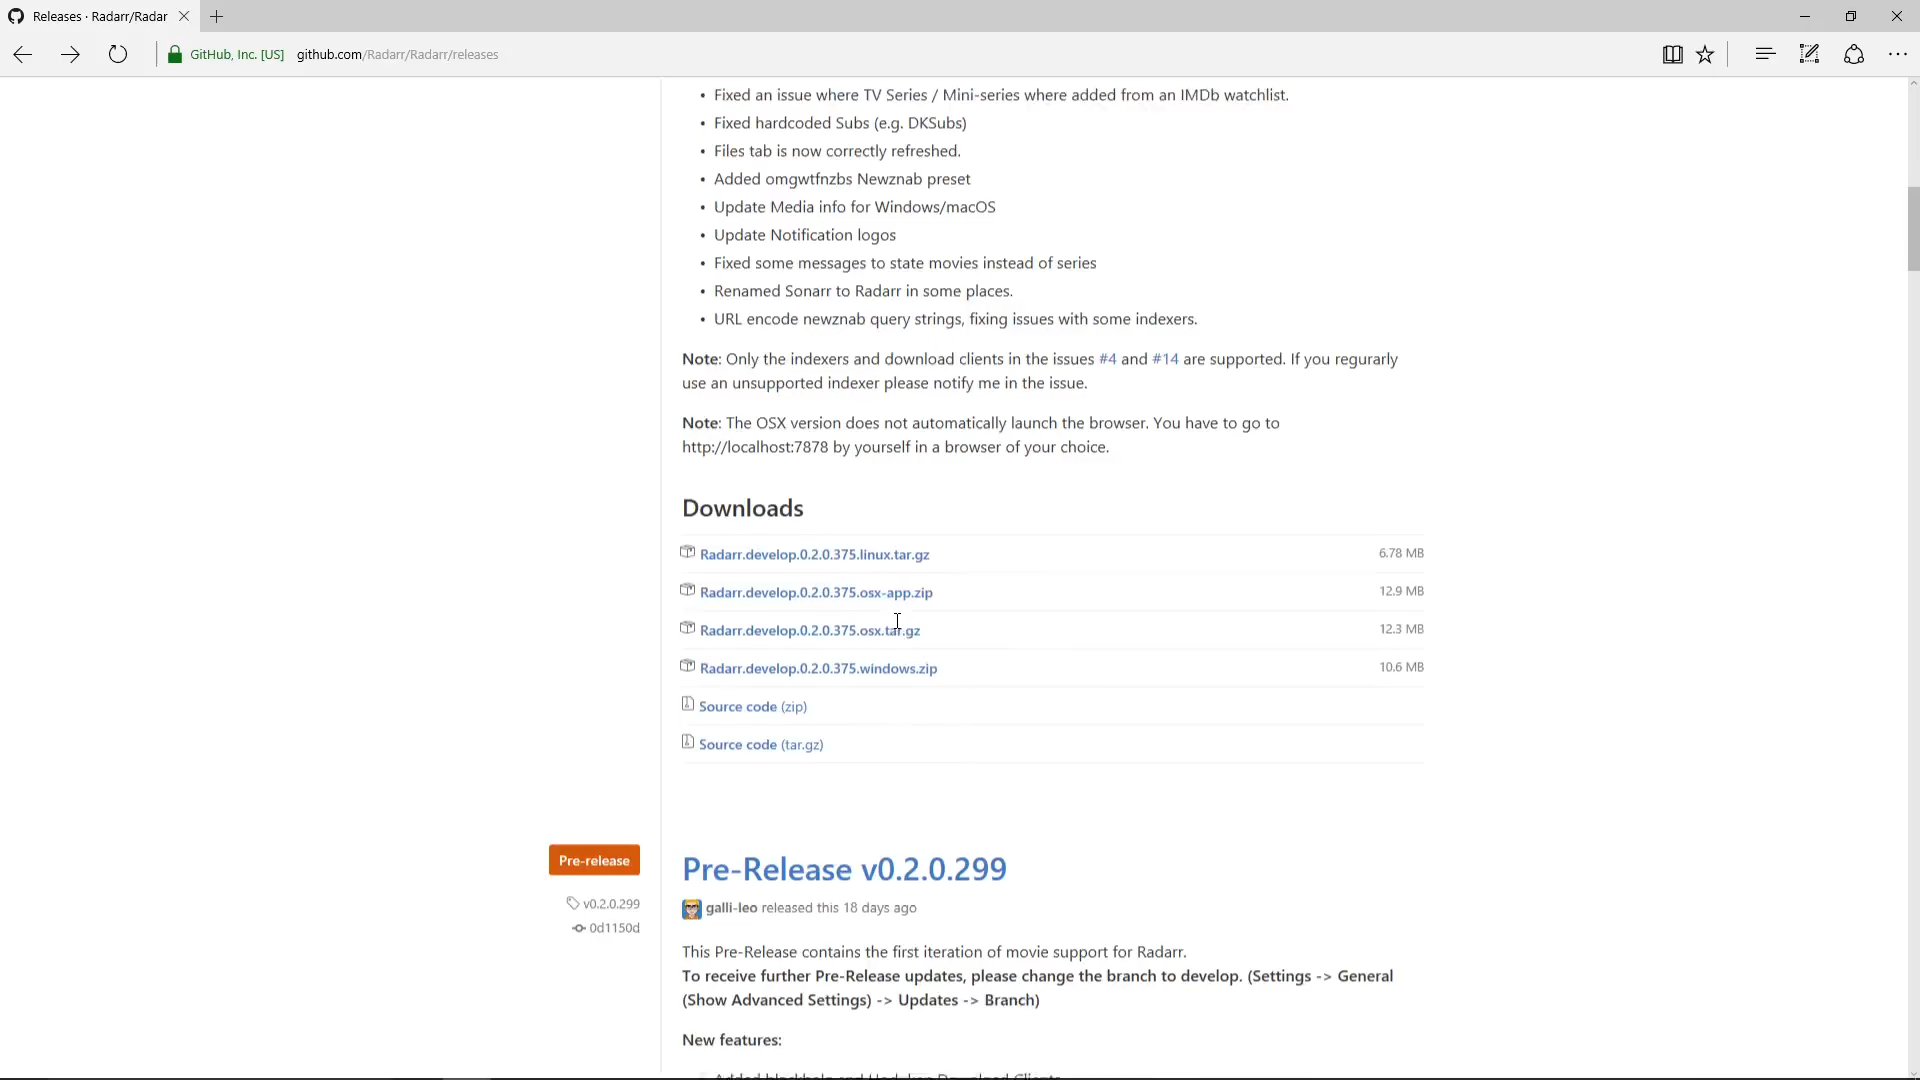 Releases · Radarr/Radar
GitHub, Inc. [US] github.com/Radarr/Radarr/releases
• Fixed an issue where TV Series / Mini-series where added from an IMDb watchlist.
• Fixed hardcoded Subs (e.g. DKSubs)
• Files tab is now correctly refreshed.
• Added omgwtfnzbs Newznab preset
• Update Media info for Windows/macOS
• Update Notification logos
• Fixed some messages to state movies instead of series
• Renamed Sonarr to Radarr in some places.
• URL encode newznab query strings, fixing issues with some indexers.
Note: Only the indexers and download clients in the issues #4 and #14 are supported. If you regurarly
use an unsupported indexer please notify me in the issue.
Note: The OSX version does not automatically launch the browser. You have to go to
http://localhost:7878 by yourself in a browser of your choice.
Downloads
Radarr.develop.0.2.0.375.linux.tar.gz 6.78 MB
Radarr.develop.0.2.0.375.osx-app.zip 12.9 MB
Radarr.develop.0.2.0.375.osx.tar.gz 12.3 MB
Radarr.develop.0.2.0.375.windows.zip 10.6 MB
Source code (zip)
Source code (tar.gz)
Pre-release
v0.2.0.299
0d1150d
Pre-Release v0.2.0.299
galli-leo released this 18 days ago
This Pre-Release contains the first iteration of movie support for Radarr.
To receive further Pre-Release updates, please change the branch to develop. (Settings -> General
(Show Advanced Settings) -> Updates -> Branch)
New features: